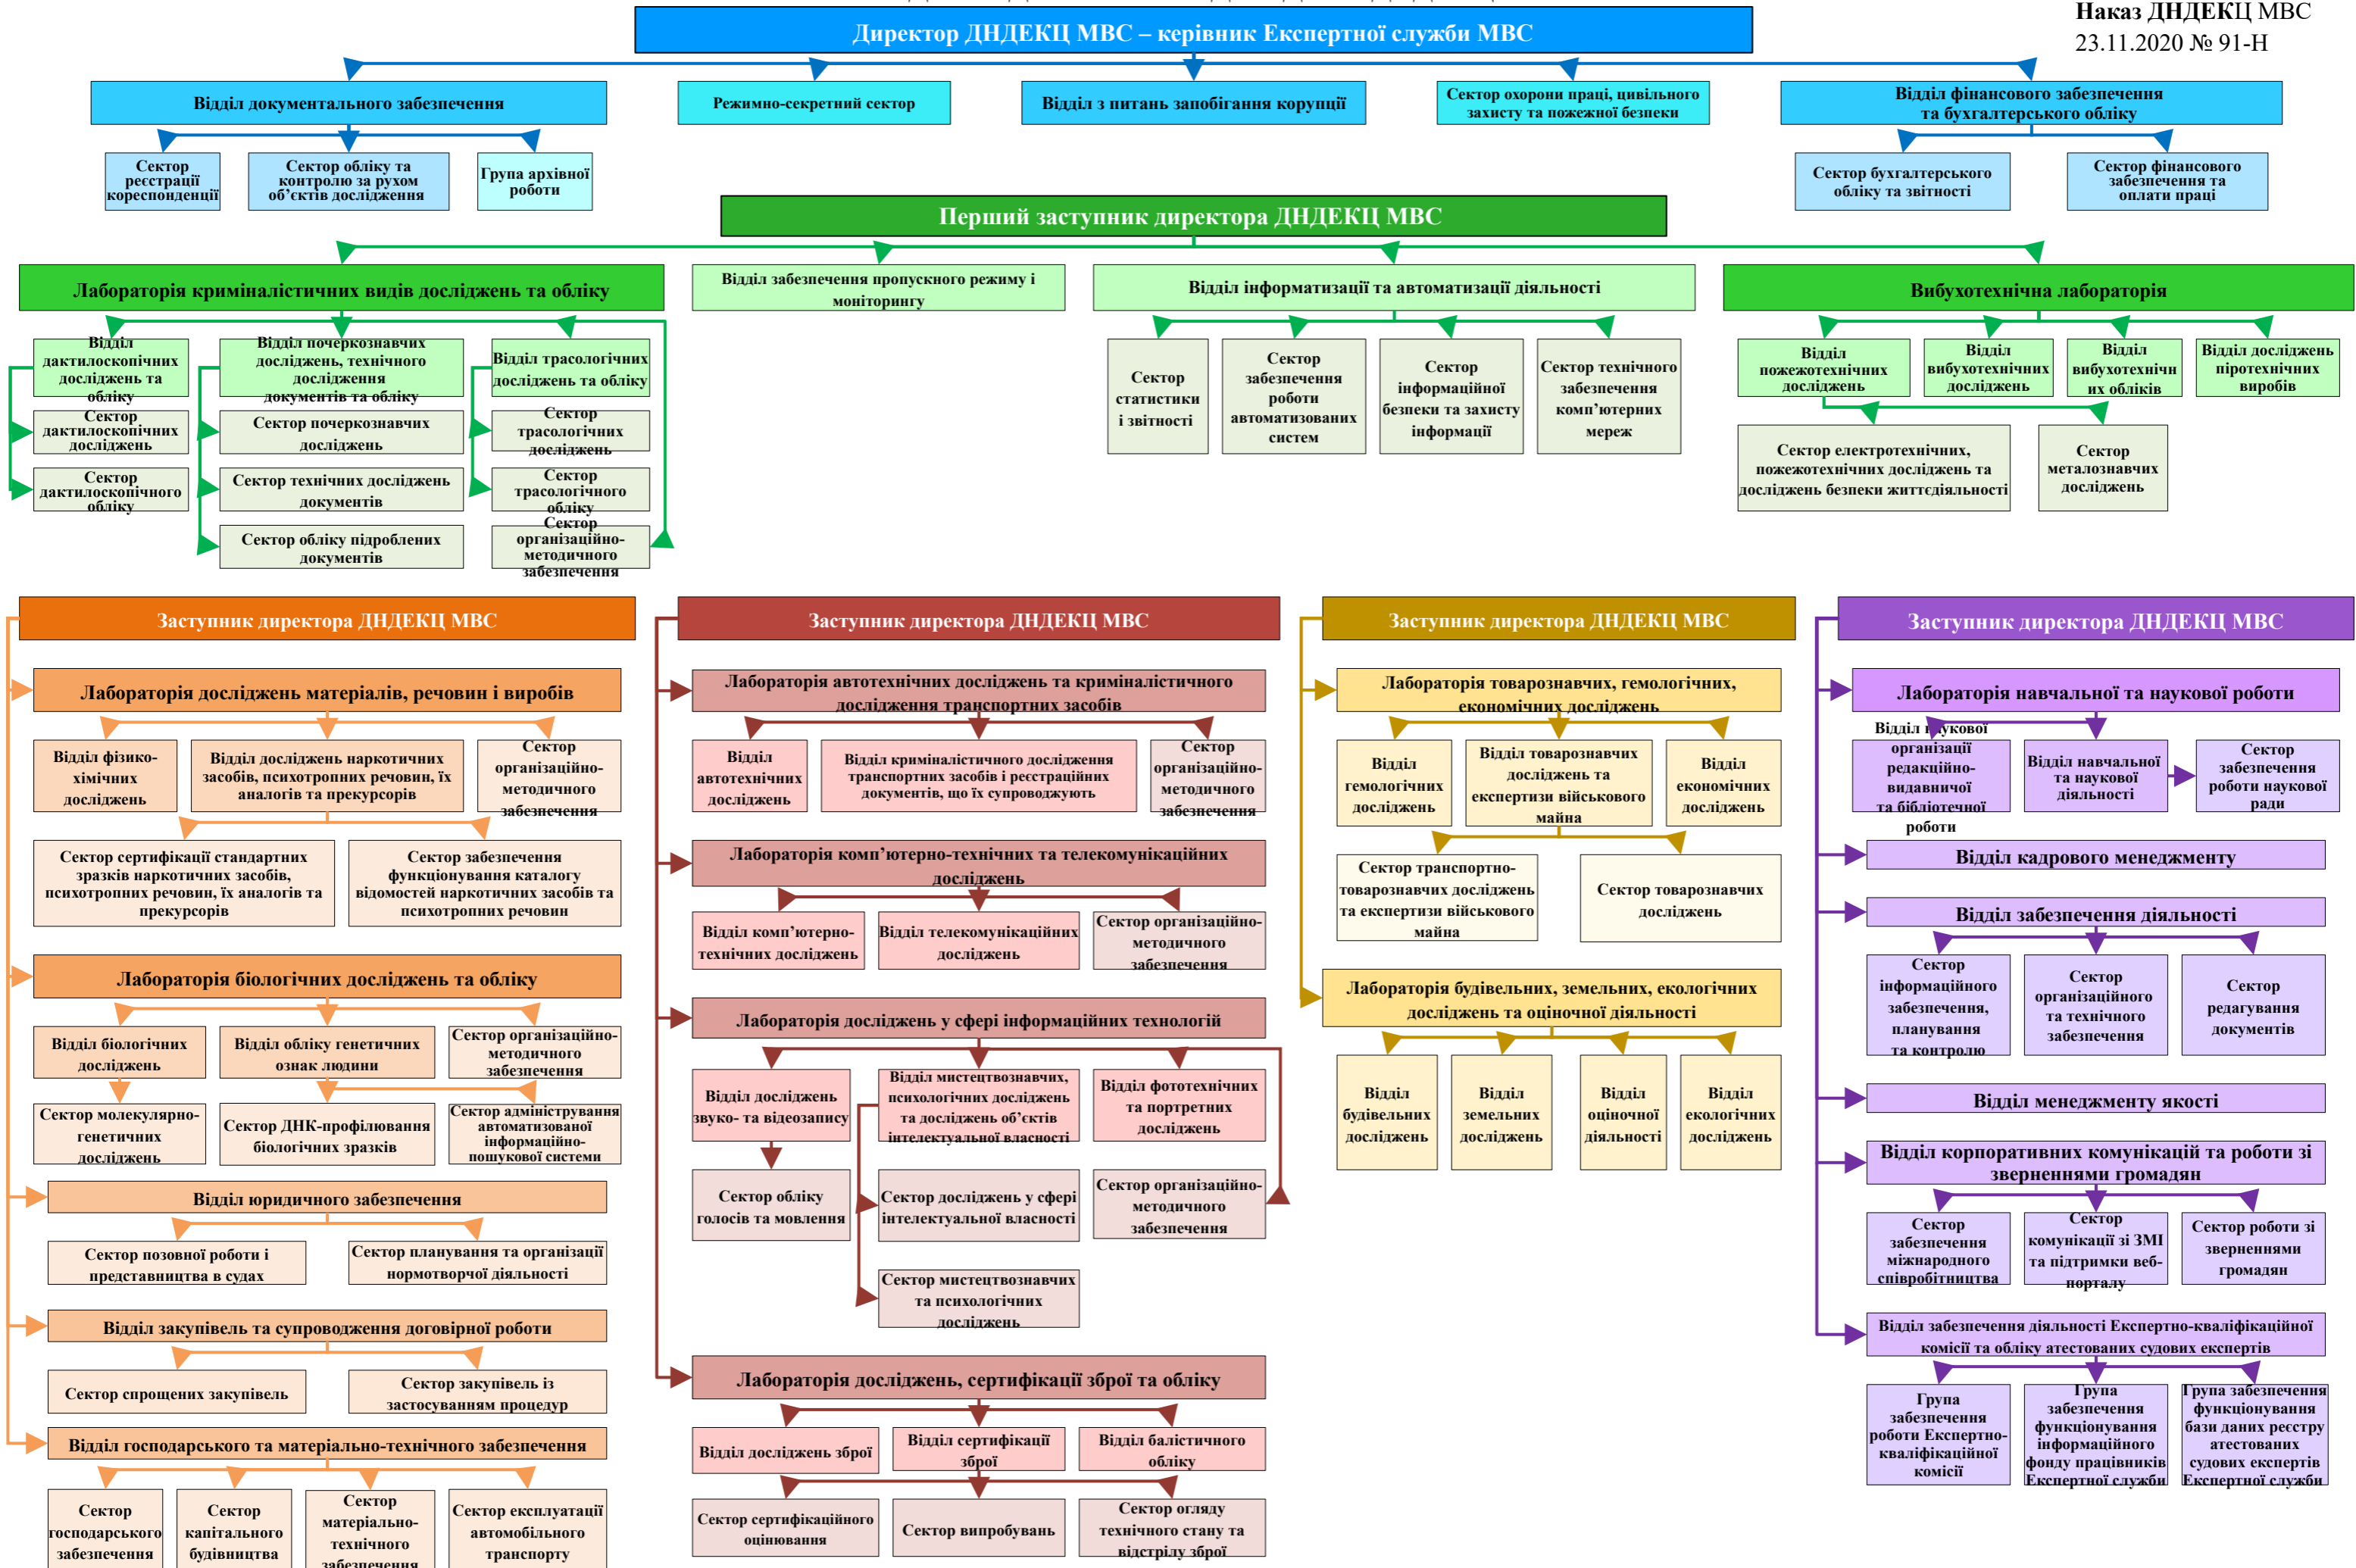 Наказ ДНДЕКЦ МВС
23.11.2020 № 91-Н
Директор ДНДЕКЦ МВС – керівник Експертної служби МВС
Відділ документального забезпечення
Режимно-секретний сектор
Відділ з питань запобігання корупції
Сектор охорони праці, цивільного
захисту та пожежної безпеки
Відділ фінансового забезпечення
та бухгалтерського обліку
Сектор
реєстрації
кореспонденції
Сектор обліку та
контролю за рухом
об’єктів дослідження
Група архівної
роботи
Сектор бухгалтерського
обліку та звітності
Сектор фінансового
забезпечення та
оплати праці
Перший заступник директора ДНДЕКЦ МВС
Лабораторія криміналістичних видів досліджень та обліку
Відділ забезпечення пропускного режиму і
моніторингу
Відділ інформатизації та автоматизації діяльності
Вибухотехнічна лабораторія
Відділ
дактилоскопічних
досліджень та
обліку
Відділ почеркознавчих
досліджень, технічного
дослідження
документів та обліку
Відділ трасологічних
досліджень та обліку
Сектор
дактилоскопічних
досліджень
Сектор почеркознавчих
досліджень
Сектор
трасологічних
досліджень
Сектор
дактилоскопічного
обліку
Сектор технічних досліджень
документів
Сектор
трасологічного
обліку
Сектор обліку підроблених
документів
Сектор
організаційно-
методичного
забезпечення
Сектор
статистики
і звітності
Сектор
забезпечення
роботи
автоматизованих
систем
Сектор
інформаційної
безпеки та захисту
інформації
Сектор технічного
забезпечення
комп’ютерних
мереж
Відділ
пожежотехнічних
досліджень
Відділ
вибухотехнічних
досліджень
Відділ
вибухотехнічн
их обліків
Відділ досліджень
піротехнічних
виробів
Сектор електротехнічних,
пожежотехнічних досліджень та
досліджень безпеки життєдіяльності
Сектор
металознавчих
досліджень
Заступник директора ДНДЕКЦ МВС
Лабораторія досліджень матеріалів, речовин і виробів
Відділ фізико-
хімічних
досліджень
Відділ досліджень наркотичних
засобів, психотропних речовин, їх
аналогів та прекурсорів
Сектор
організаційно-
методичного
забезпечення
Сектор сертифікації стандартних
зразків наркотичних засобів,
психотропних речовин, їх аналогів та
прекурсорів
Сектор забезпечення
функціонування каталогу
відомостей наркотичних засобів та
психотропних речовин
Лабораторія біологічних досліджень та обліку
Відділ біологічних
досліджень
Відділ обліку генетичних
ознак людини
Сектор організаційно-
методичного
забезпечення
Сектор молекулярно-
генетичних
досліджень
Сектор ДНК-профілювання
біологічних зразків
Сектор адміністрування
автоматизованої
інформаційно-
пошукової системи
Відділ юридичного забезпечення
Сектор позовної роботи і
представництва в судах
Сектор планування та організації
нормотворчої діяльності
Відділ закупівель та супроводження договірної роботи
Сектор спрощених закупівель
Сектор закупівель із
застосуванням процедур
Відділ господарського та матеріально-технічного забезпечення
Сектор
господарського
забезпечення
Сектор
капітального
будівництва
Сектор
матеріально-
технічного
забезпечення
Сектор експлуатації
автомобільного
транспорту
Заступник директора ДНДЕКЦ МВС
Лабораторія автотехнічних досліджень та криміналістичного
дослідження транспортних засобів
Відділ
автотехнічних
досліджень
Відділ криміналістичного дослідження
транспортних засобів і реєстраційних
документів, що їх супроводжують
Сектор
організаційно-
методичного
забезпечення
Лабораторія комп’ютерно-технічних та телекомунікаційних
досліджень
Відділ комп’ютерно-
технічних досліджень
Відділ телекомунікаційних
досліджень
Сектор організаційно-
методичного
забезпечення
Лабораторія досліджень у сфері інформаційних технологій
Відділ досліджень
звуко- та відеозапису
Відділ мистецтвознавчих,
психологічних досліджень
та досліджень об’єктів
інтелектуальної власності
Відділ фототехнічних
та портретних
досліджень
Сектор обліку
голосів та мовлення
Сектор досліджень у сфері
інтелектуальної власності
Сектор організаційно-
методичного
забезпечення
Сектор мистецтвознавчих
та психологічних
досліджень
Лабораторія досліджень, сертифікації зброї та обліку
Відділ досліджень зброї
Відділ сертифікації
зброї
Відділ балістичного
обліку
Сектор сертифікаційного
оцінювання
Сектор випробувань
Сектор огляду
технічного стану та
відстрілу зброї
Заступник директора ДНДЕКЦ МВС
Лабораторія товарознавчих, гемологічних,
економічних досліджень
Відділ
гемологічних
досліджень
Відділ товарознавчих
досліджень та
експертизи військового
майна
Відділ
економічних
досліджень
Сектор транспортно-
товарознавчих досліджень
та експертизи військового
майна
Сектор товарознавчих
досліджень
Лабораторія будівельних, земельних, екологічних
досліджень та оціночної діяльності
Відділ
будівельних
досліджень
Відділ
земельних
досліджень
Відділ
оціночної
діяльності
Відділ
екологічних
досліджень
Заступник директора ДНДЕКЦ МВС
Лабораторія навчальної та наукової роботи
Відділ наукової
організації
редакційно-
видавничої
та бібліотечної
роботи
Відділ навчальної
та наукової
діяльності
Сектор
забезпечення
роботи наукової
ради
Відділ кадрового менеджменту
Відділ забезпечення діяльності
Сектор
інформаційного
забезпечення,
планування
та контролю
Сектор
організаційного
та технічного
забезпечення
Сектор
редагування
документів
Відділ менеджменту якості
Відділ корпоративних комунікацій та роботи зі
зверненнями громадян
Сектор
забезпечення
міжнародного
співробітництва
Сектор
комунікації зі ЗМІ
та підтримки веб-
порталу
Сектор роботи зі
зверненнями
громадян
Відділ забезпечення діяльності Експертно-кваліфікаційної
комісії та обліку атестованих судових експертів
Група
забезпечення
роботи Експертно-
кваліфікаційної
комісії
Група
забезпечення
функціонування
інформаційного
фонду працівників
Експертної служби
Група забезпечення
функціонування
бази даних реєстру
атестованих
судових експертів
Експертної служби